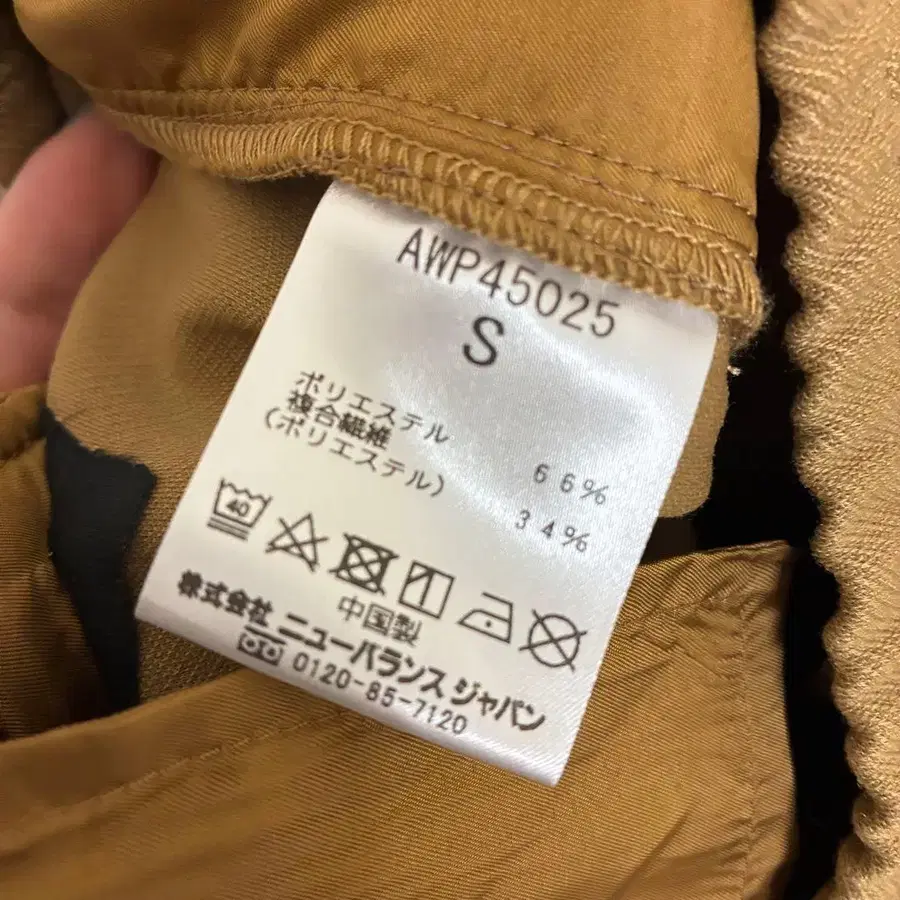 AWP45025
S
ポリエステル 66%
複合繊維
(ポリエステル) 34%
40
中国製
株式会社 ニューバランス ジャパン
0120-85-7120